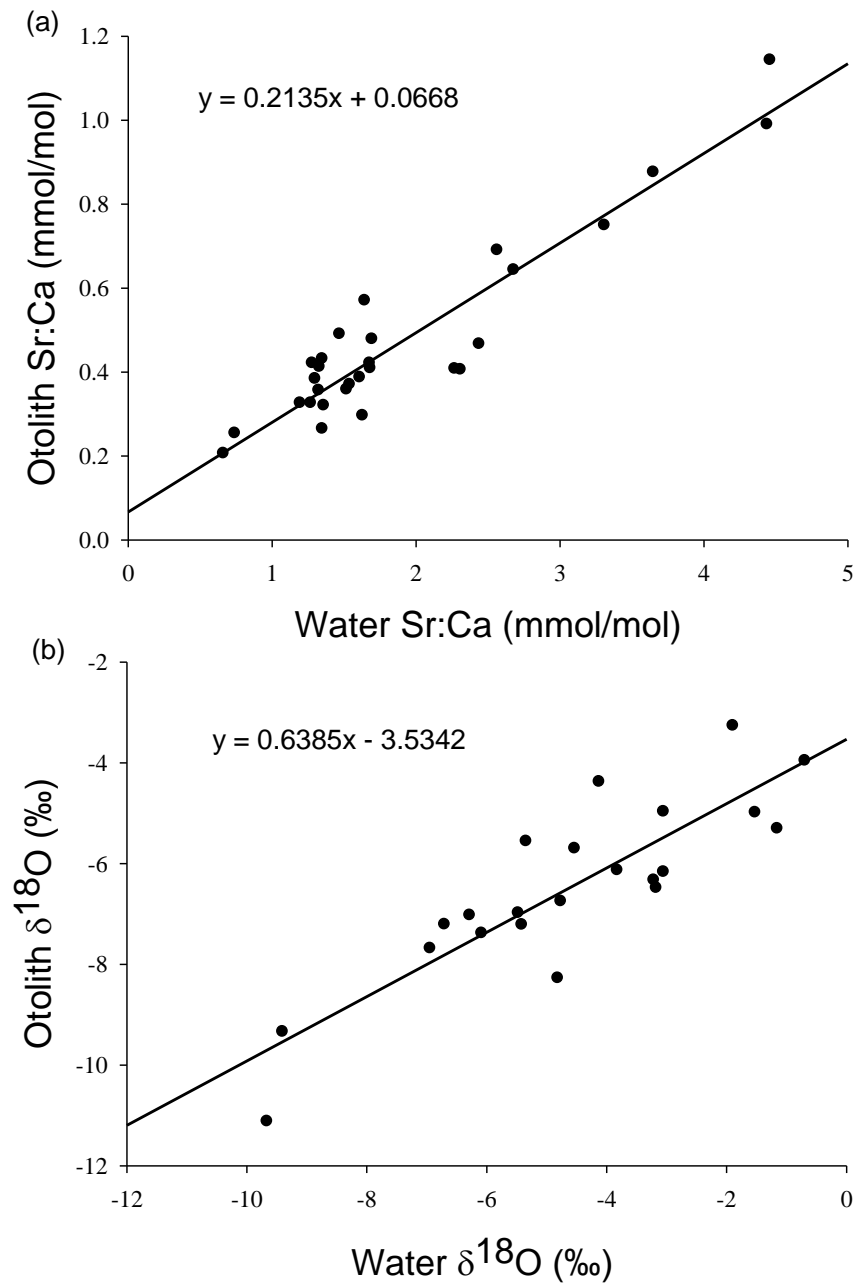 (a)
1.2
1.0
0.8
0.6
0.4
0.2
0.0
y = 0.2135x + 0.0668
Otolith Sr:Ca (mmol/mol)
0 1 2 3 4 5
Water Sr:Ca (mmol/mol)
(b)
-2
-4
-6
-8
-10
-12
y = 0.6385x - 3.5342
Otolith δ18O (‰)
-12 -10 -8 -6 -4 -2 0
Water δ18O (‰)